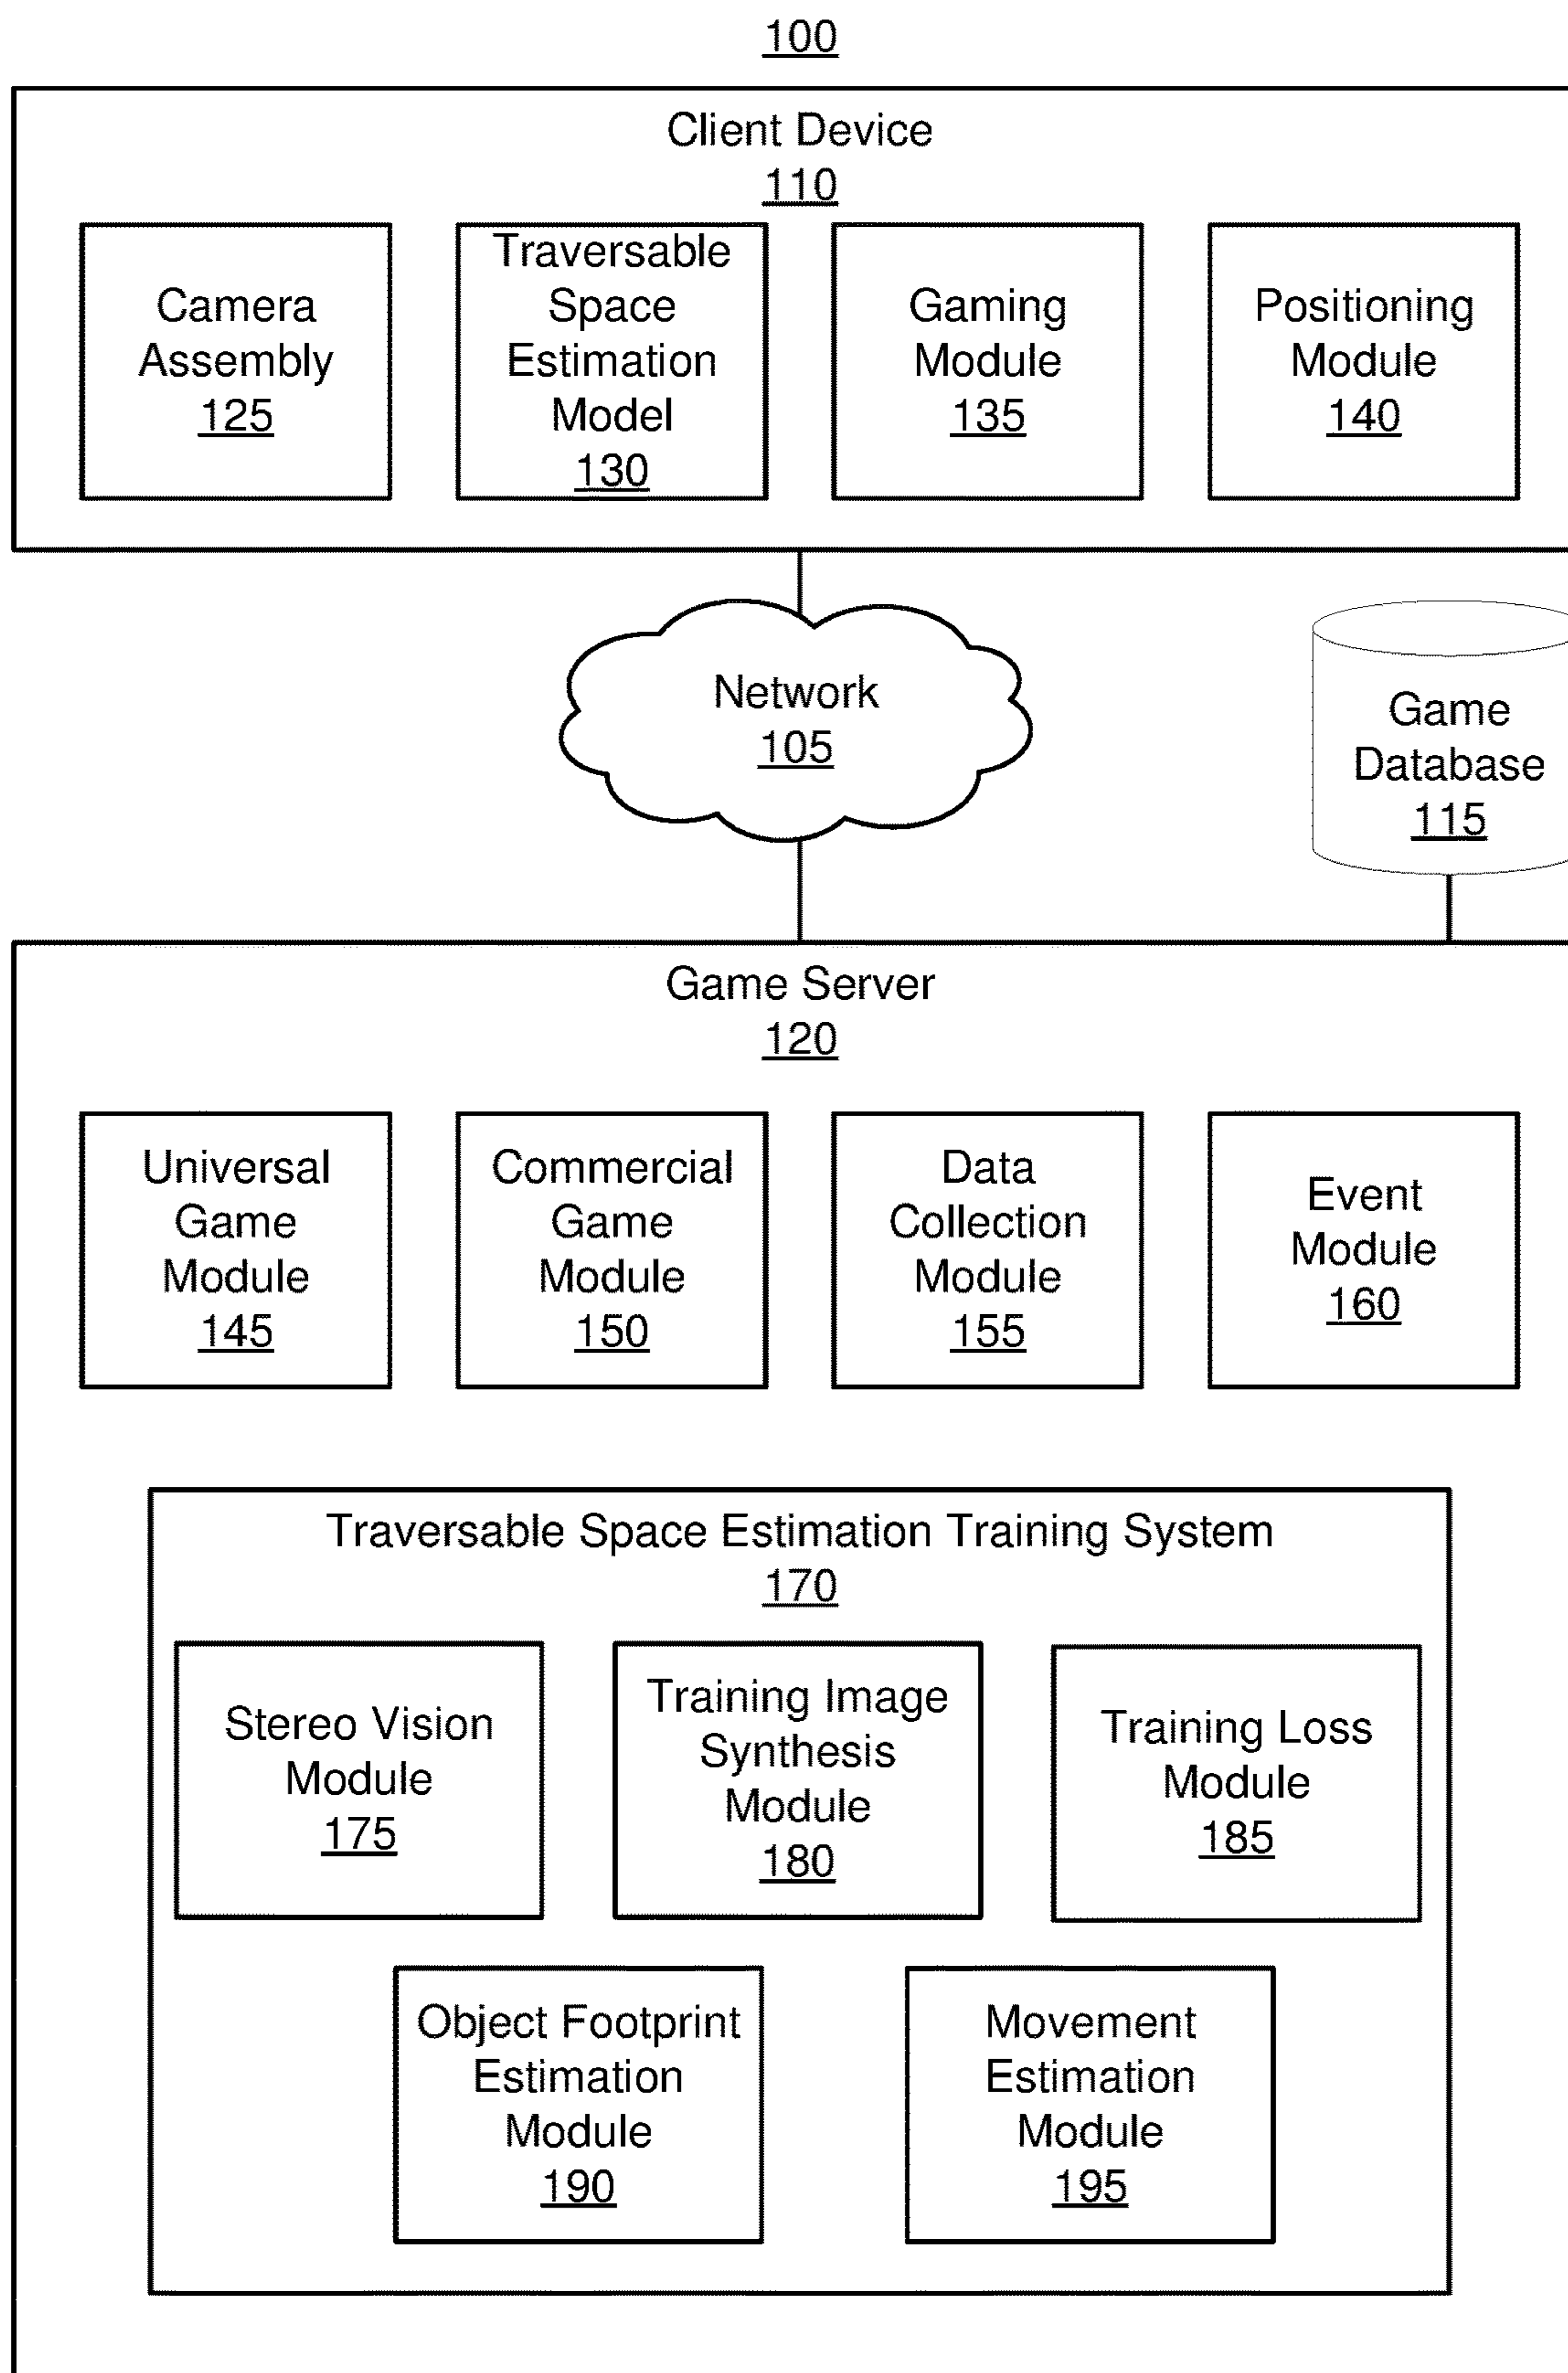 100
Client Device
110
Camera
Assembly
125
Traversable
Space
Estimation
Model
130
Gaming
Module
135
Positioning
Module
140
Network
105
Game
Database
115
Game Server
120
Universal
Game
Module
145
Commercial
Game
Module
150
Data
Collection
Module
155
Event
Module
160
Traversable Space Estimation Training System
170
Stereo Vision
Module
175
Training Image
Synthesis
Module
180
Training Loss
Module
185
Object Footprint
Estimation
Module
190
Movement
Estimation
Module
195